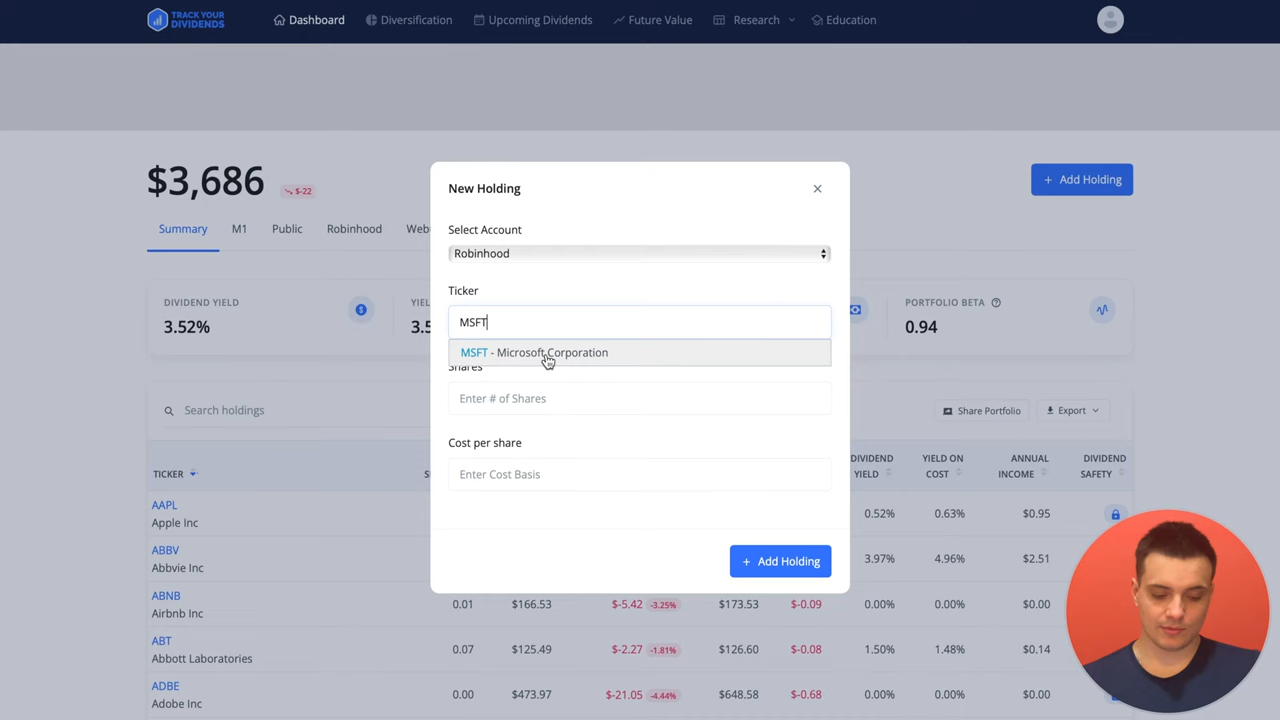 TRACK YOUR
DIVIDENDS
Dashboard
Diversification
Upcoming Dividends
Future Value
Research
Education
$3,686
$-22
+ Add Holding
Summary
M1
Public
Robinhood
New Holding
Select Account
Robinhood
Ticker
MSFT
MSFT - Microsoft Corporation
Shares
Enter # of Shares
Cost per share
Enter Cost Basis
+ Add Holding
DIVIDEND YIELD
3.52%
PORTFOLIO BETA
0.94
Search holdings
Share Portfolio
Export
TICKER
DIVIDEND YIELD
YIELD ON COST
ANNUAL INCOME
DIVIDEND SAFETY
AAPL
Apple Inc
0.52% 0.63% $0.95
ABBV
Abbvie Inc
3.97% 4.96% $2.51
ABNB
Airbnb Inc
0.01 $166.53 $-5.42 -3.25% $173.53 $-0.09 0.00% 0.00% $0.00
ABT
Abbott Laboratories
0.07 $125.49 $-2.27 -1.81% $126.60 $-0.08 1.50% 1.48% $0.14
ADBE
Adobe Inc
0.00 $473.97 $-21.05 -4.44% $648.58 $-0.68 0.00% 0.00% $0.00